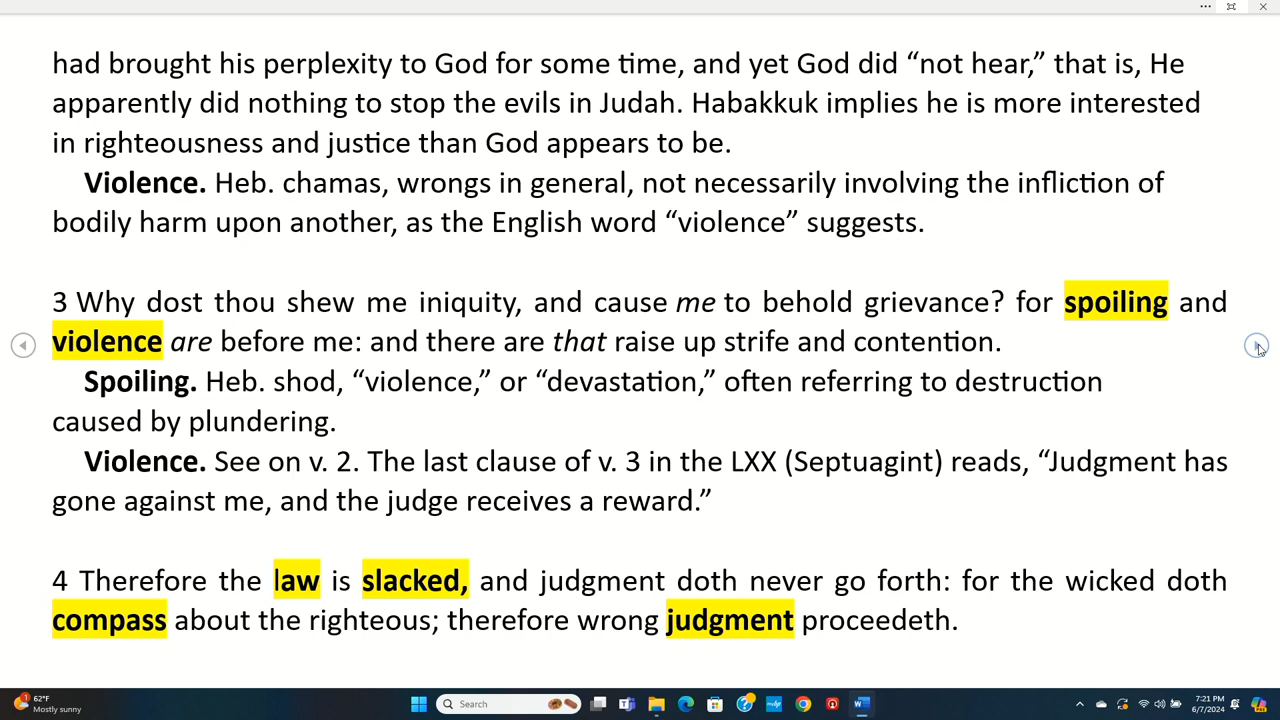 had brought his perplexity to God for some time, and yet God did “not hear,” that is, He
apparently did nothing to stop the evils in Judah. Habakkuk implies he is more interested
in righteousness and justice than God appears to be.
Violence. Heb. chamas, wrongs in general, not necessarily involving the infliction of
bodily harm upon another, as the English word “violence” suggests.
3 Why dost thou shew me iniquity, and cause me to behold grievance? for spoiling and
violence are before me: and there are that raise up strife and contention.
Spoiling. Heb. shod, “violence,” or “devastation,” often referring to destruction
caused by plundering.
Violence. See on v. 2. The last clause of v. 3 in the LXX (Septuagint) reads, “Judgment has
gone against me, and the judge receives a reward.”
4 Therefore the law is slacked, and judgment doth never go forth: for the wicked doth
compass about the righteous; therefore wrong judgment proceedeth.
62°F
Mostly sunny
Search
7:21 PM
6/7/2024